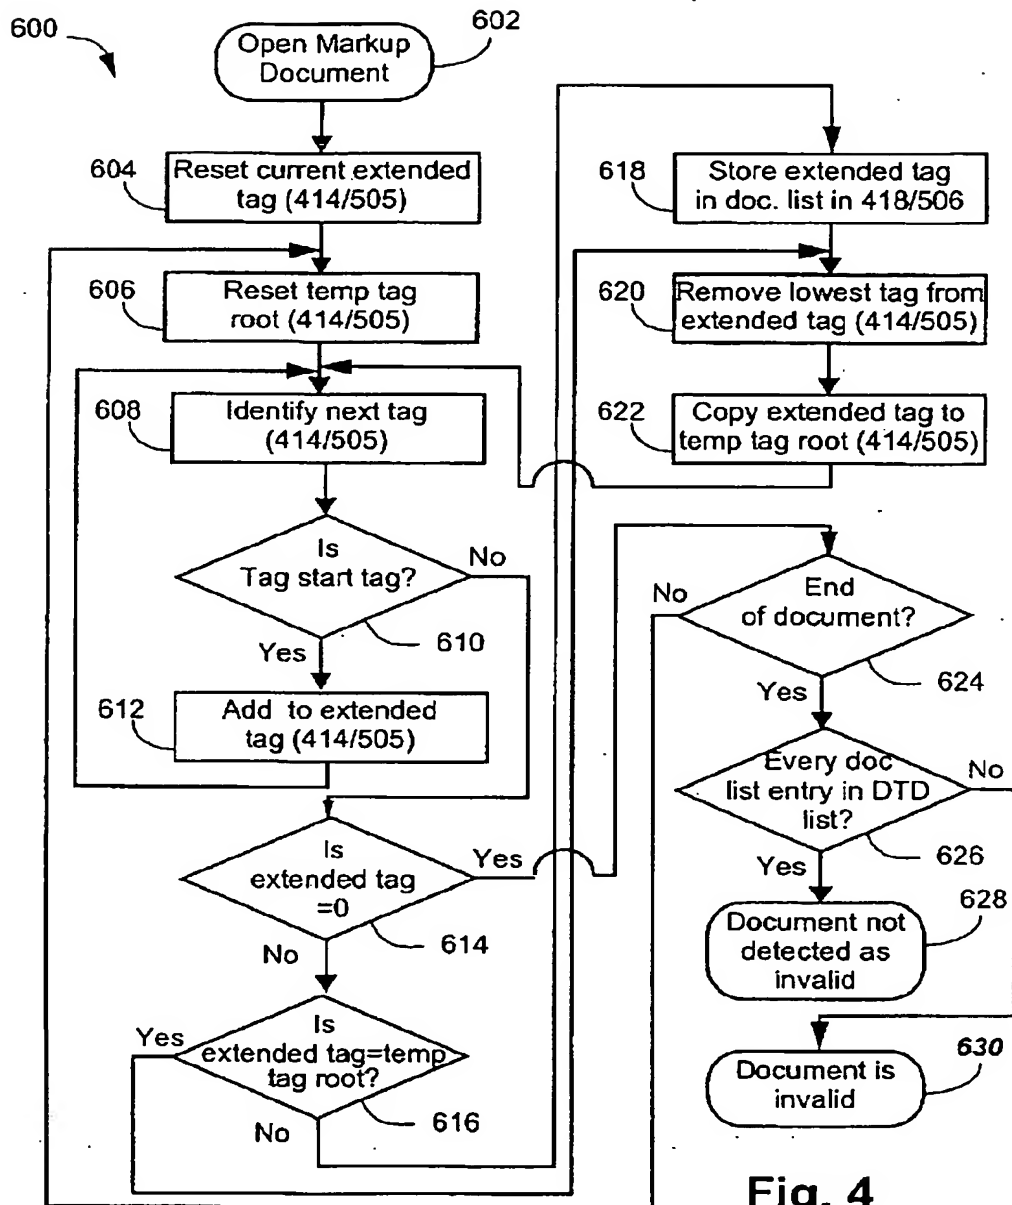 600
602
Open Markup
Document
604
Reset current extended
tag (414/505)
606
Reset temp tag
root (414/505)
608
Identify next tag
(414/505)
Is
Tag start tag?
No
610
Yes
612
Add to extended
tag (414/505)
Is
extended tag
=0
Yes
614
No
Is
extended tag=temp
tag root?
Yes
616
No
618
Store extended tag
in doc. list in 418/506
620
Remove lowest tag from
extended tag (414/505)
622
Copy extended tag to
temp tag root (414/505)
No
End
of document?
624
Yes
Every doc
list entry in DTD
list?
No
626
Yes
628
Document not
detected as
invalid
630
Document is
invalid
Fig. 4